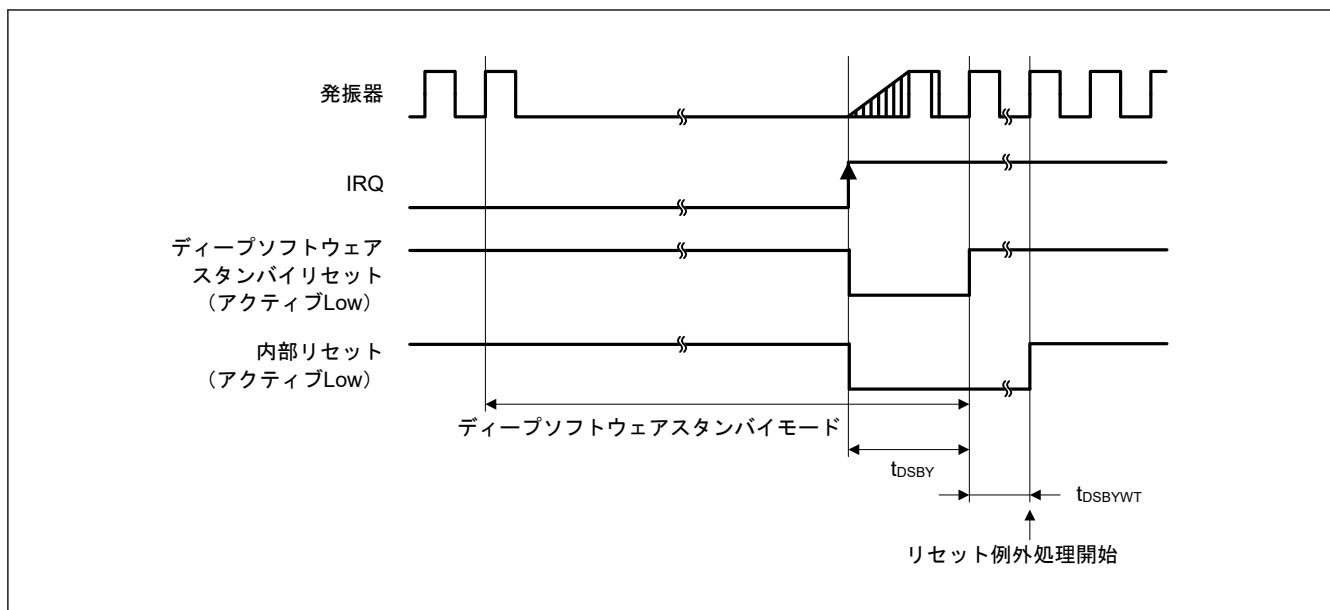 発振器
IRQ
ディープソフトウェア
スタンバイリセット
（アクティブLow）
内部リセット
（アクティブLow）
ディープソフトウェアスタンバイモード
tDSBY
tDSBYWT
リセット例外処理開始